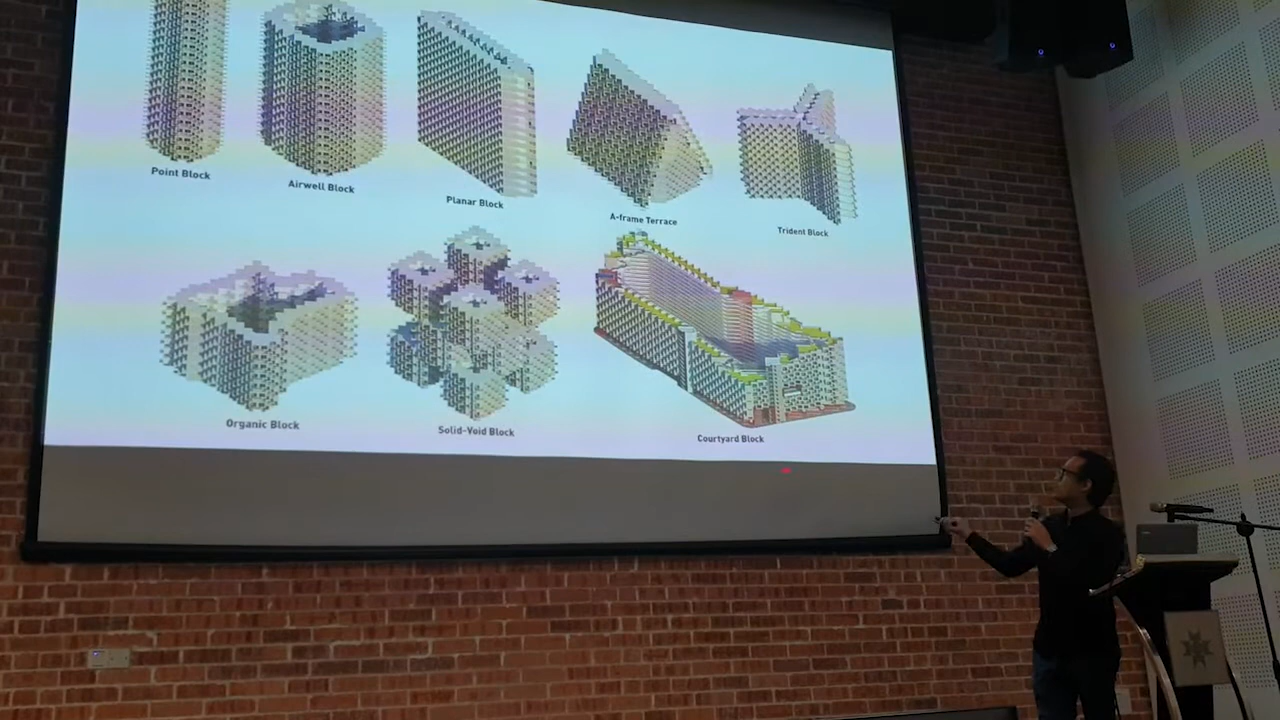 Point Block
Airwell Block
Planar Block
A-frame Terrace
Trident Block
Organic Block
Solid-Void Block
Courtyard Block